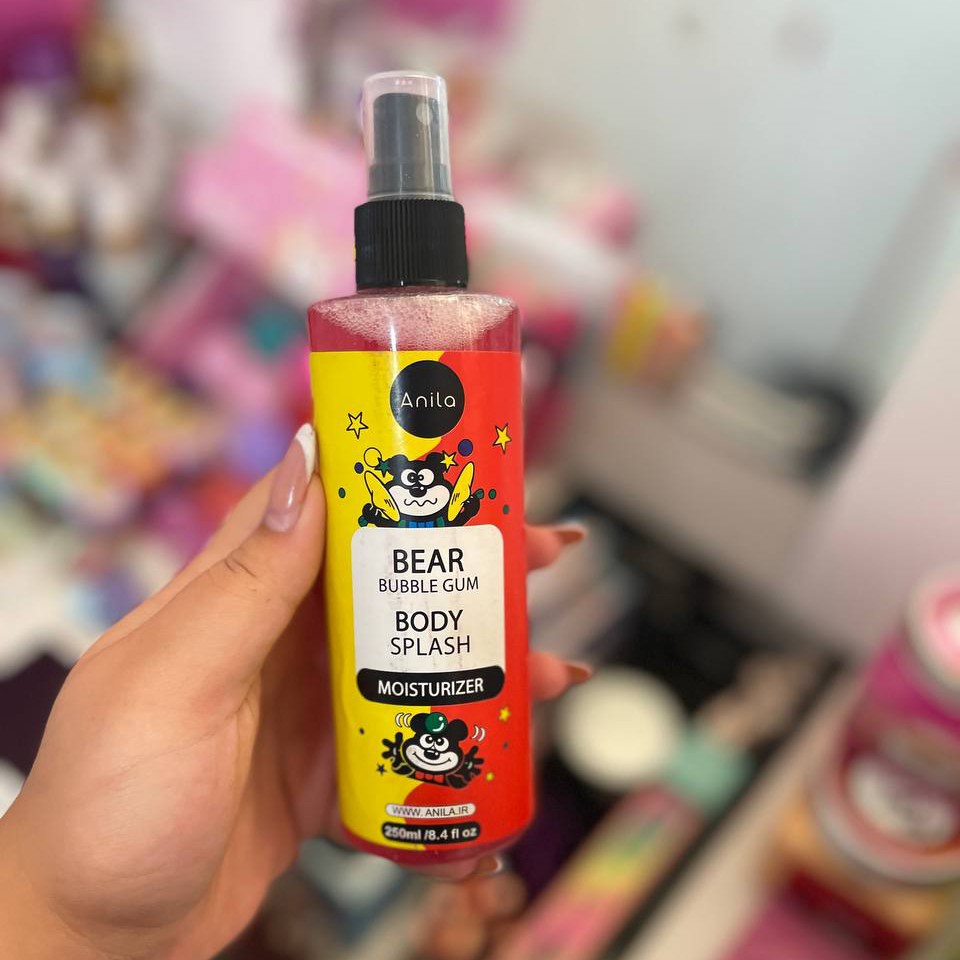 Anila
BEAR
BUBBLE GUM
BODY
SPLASH
MOISTURIZER
WWW. ANILA.IR
250ml /8.4 fl oz